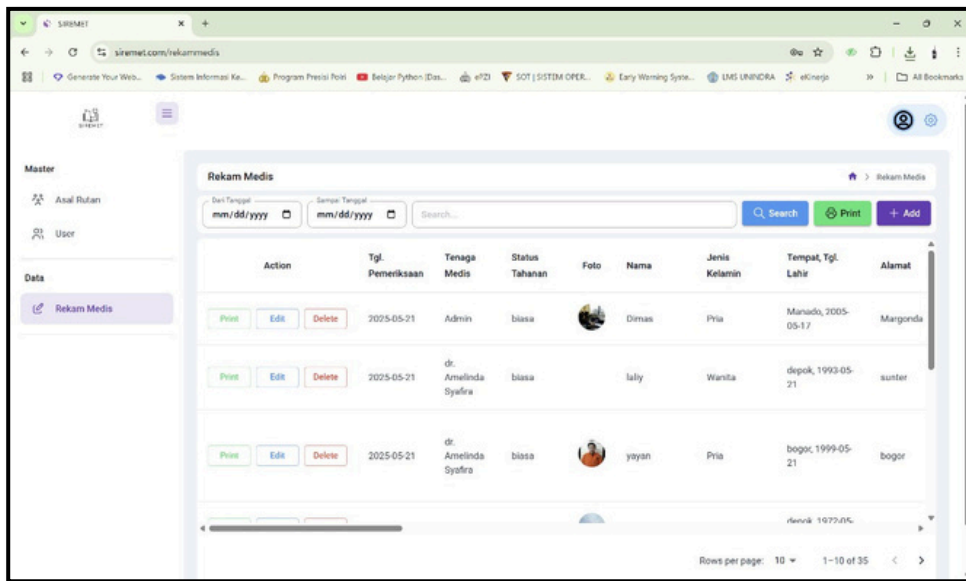 SIREMET
siremet.com/rekammedis
Generate Your Web... Sistem Informasi Ke... Program Presisi Polri Belajar Python [Das... ePZI SOT | SISTEM OPER... Early Warning Syste... LMS UNINDRA eKinerja All Bookmarks
SIREMET
Master
Asal Rutan
User
Data
Rekam Medis
Rekam Medis
Rekam Medis
Dari Tanggal Sampai Tanggal
mm/dd/yyyy mm/dd/yyyy Search... Search Print + Add
Action Tgl. Pemeriksaan Tenaga Medis Status Tahanan Foto Nama Jenis Kelamin Tempat, Tgl. Lahir Alamat
Print Edit Delete 2025-05-21 Admin biasa Dimas Pria Manado, 2005-05-17 Margonda
Print Edit Delete 2025-05-21 dr. Amelinda Syafira biasa laliy Wanita depok, 1993-05-21 sunter
Print Edit Delete 2025-05-21 dr. Amelinda Syafira biasa yayan Pria bogor, 1999-05-21 bogor
depok, 1972-05-
Rows per page: 10 1–10 of 35